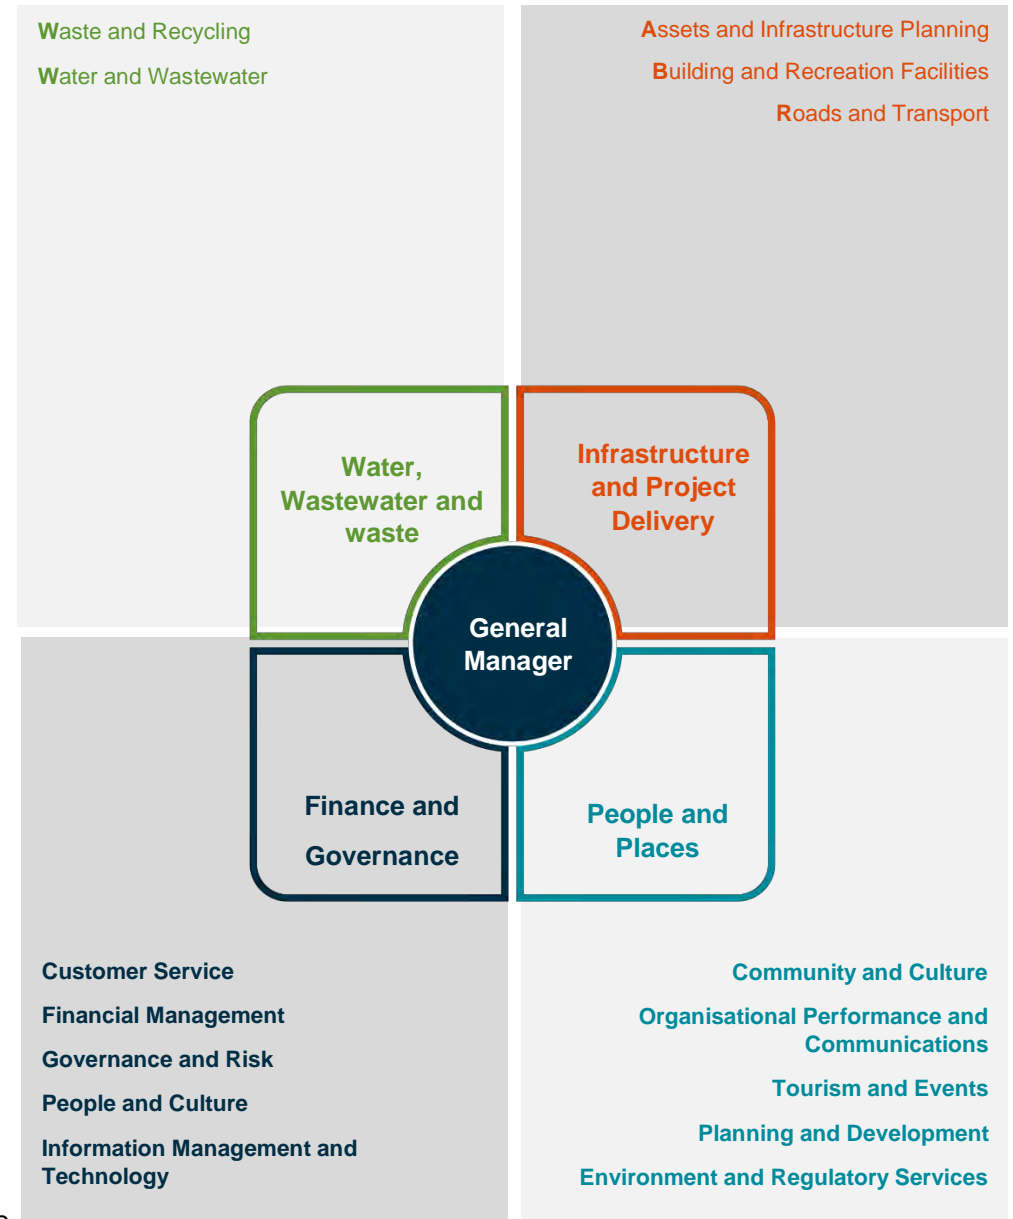 Waste and Recycling
Water and Wastewater
Assets and Infrastructure Planning
Building and Recreation Facilities
Roads and Transport
Water,
Wastewater and
waste
Infrastructure
and Project
Delivery
General
Manager
Finance and
Governance
People and
Places
Customer Service
Financial Management
Governance and Risk
People and Culture
Information Management and
Technology
Community and Culture
Organisational Performance and
Communications
Tourism and Events
Planning and Development
Environment and Regulatory Services